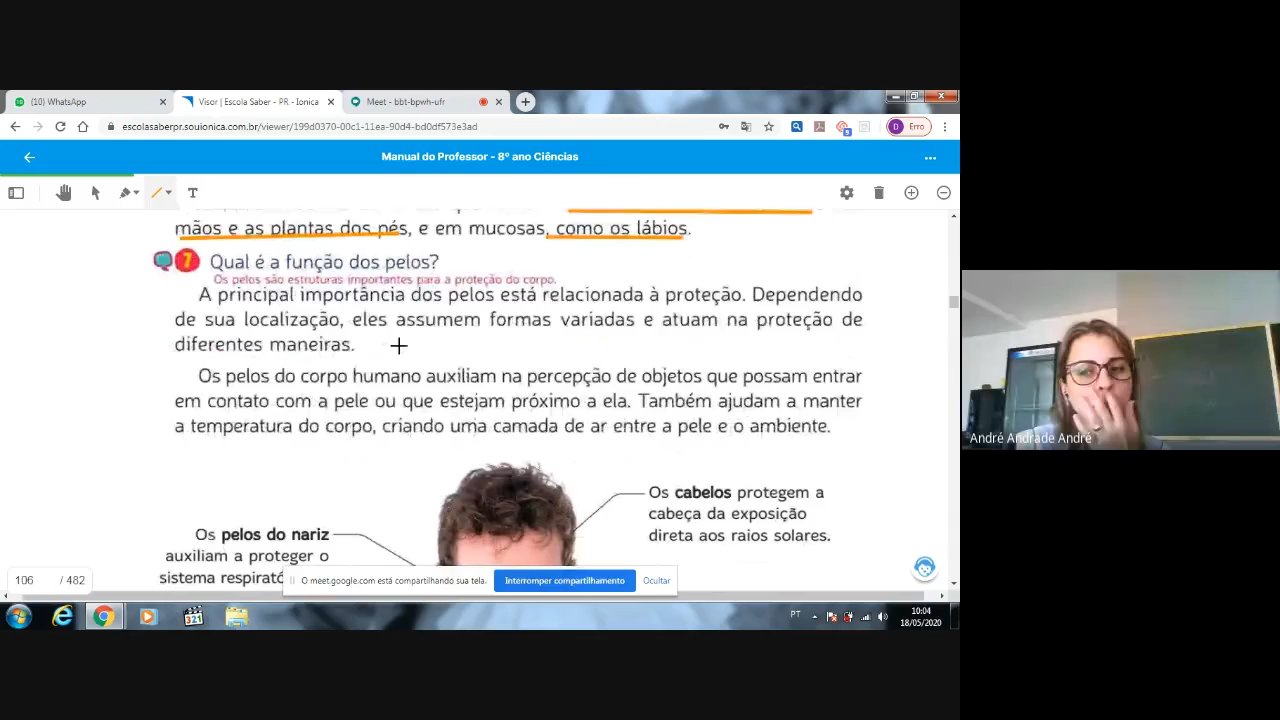 (10) WhatsApp
Visor | Escola Saber - PR - Ionica
Meet - bbt-bpwh-ufr
escolasaberpr.souionica.com.br/viewer/199d0370-00c1-11ea-90d4-bd0df573e3ad
D Erro
Manual do Professor - 8º ano Ciências
T
mãos e as plantas dos pés, e em mucosas, como os lábios.
7 Qual é a função dos pelos?
Os pelos são estruturas importantes para a proteção do corpo.
A principal importância dos pelos está relacionada à proteção. Dependendo
de sua localização, eles assumem formas variadas e atuam na proteção de
diferentes maneiras.
Os pelos do corpo humano auxiliam na percepção de objetos que possam entrar
em contato com a pele ou que estejam próximo a ela. Também ajudam a manter
a temperatura do corpo, criando uma camada de ar entre a pele e o ambiente.
Os cabelos protegem a
cabeça da exposição
direta aos raios solares.
Os pelos do nariz
auxiliam a proteger o
sistema
106 / 482
O meet.google.com está compartilhando sua tela.
Interromper compartilhamento
Ocultar
321
PT
10:04
18/05/2020
André Andrade André